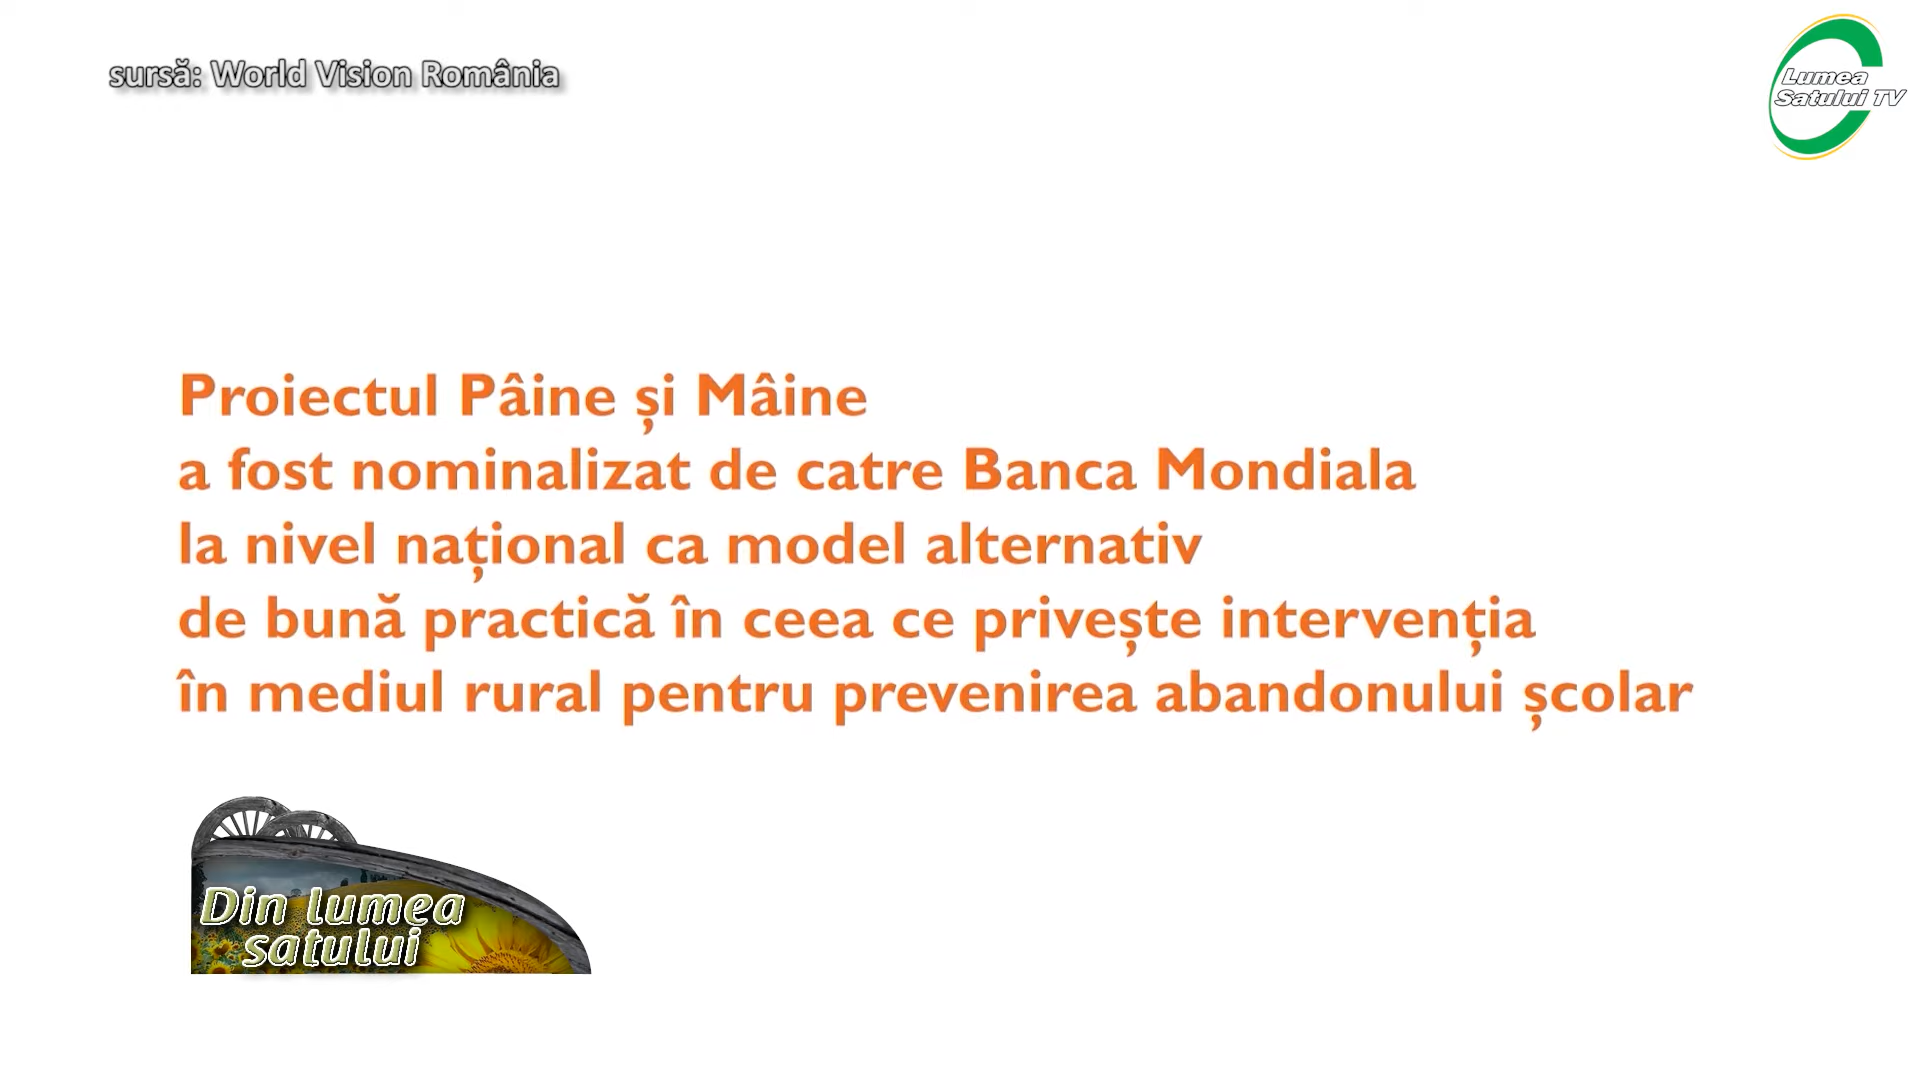 sursă: World Vision România
Lumea
Satului TV
Proiectul Pâine și Mâine
a fost nominalizat de catre Banca Mondiala
la nivel național ca model alternativ
de bună practică în ceea ce privește intervenția
în mediul rural pentru prevenirea abandonului școlar
Din lumea
satului